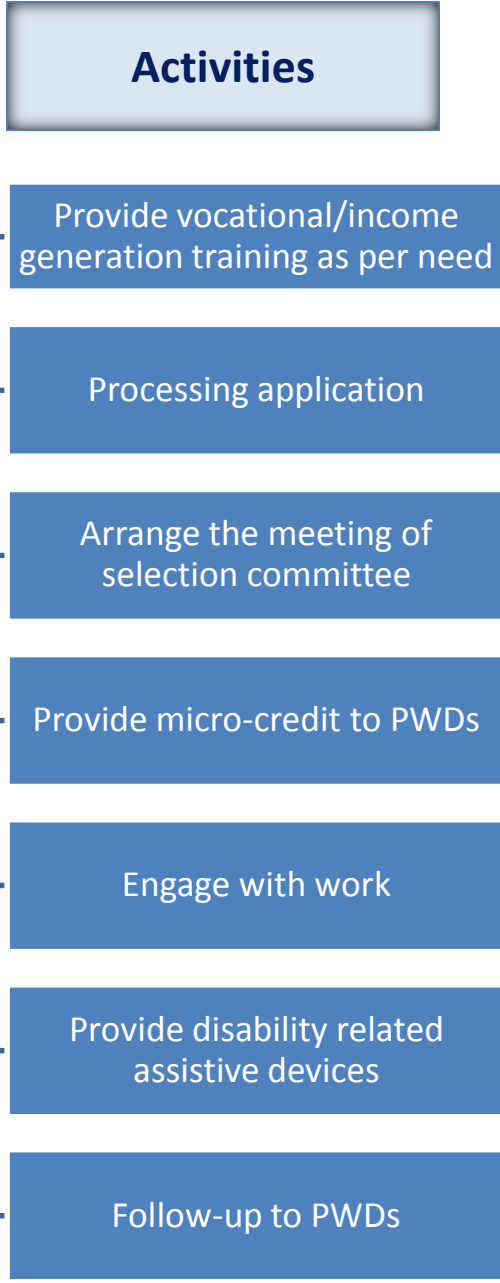 Activities
Provide vocational/income
generation training as per need
Processing application
Arrange the meeting of
selection committee
Provide micro-credit to PWDs
Engage with work
Provide disability related
assistive devices
Follow-up to PWDs